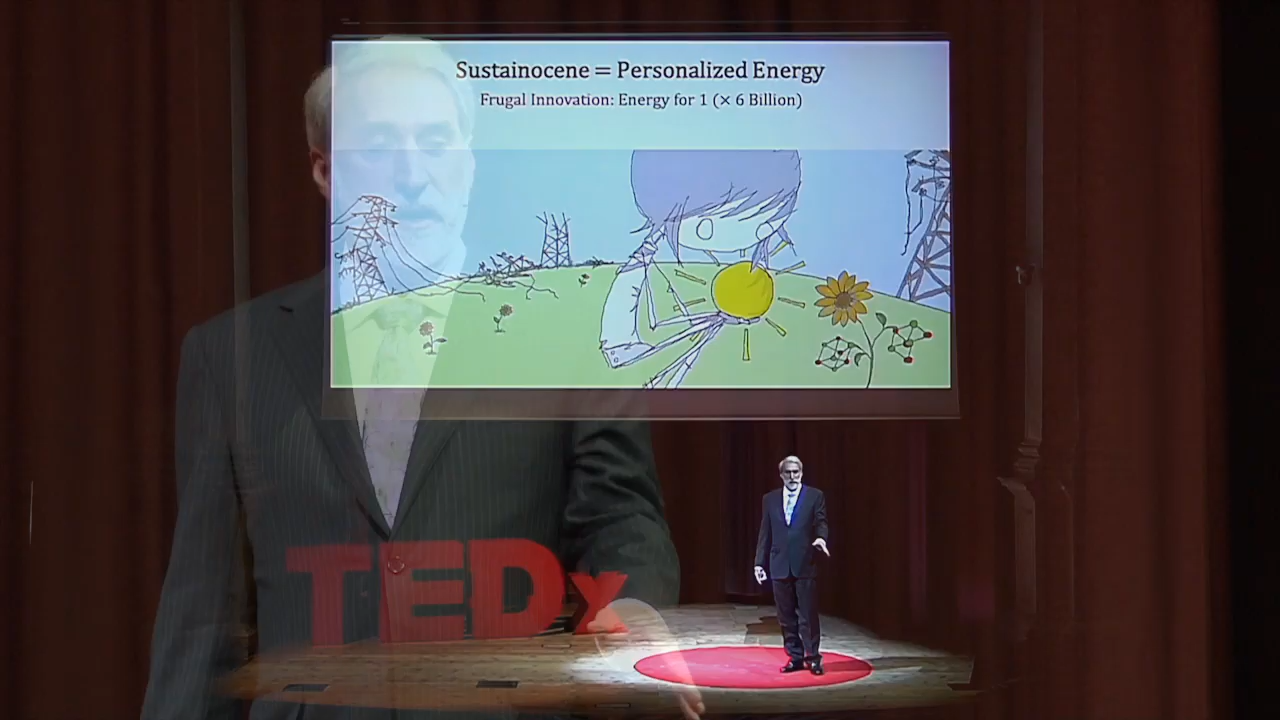 Sustainocene = Personalized Energy
Frugal Innovation: Energy for 1 (× 6 Billion)
TEDx